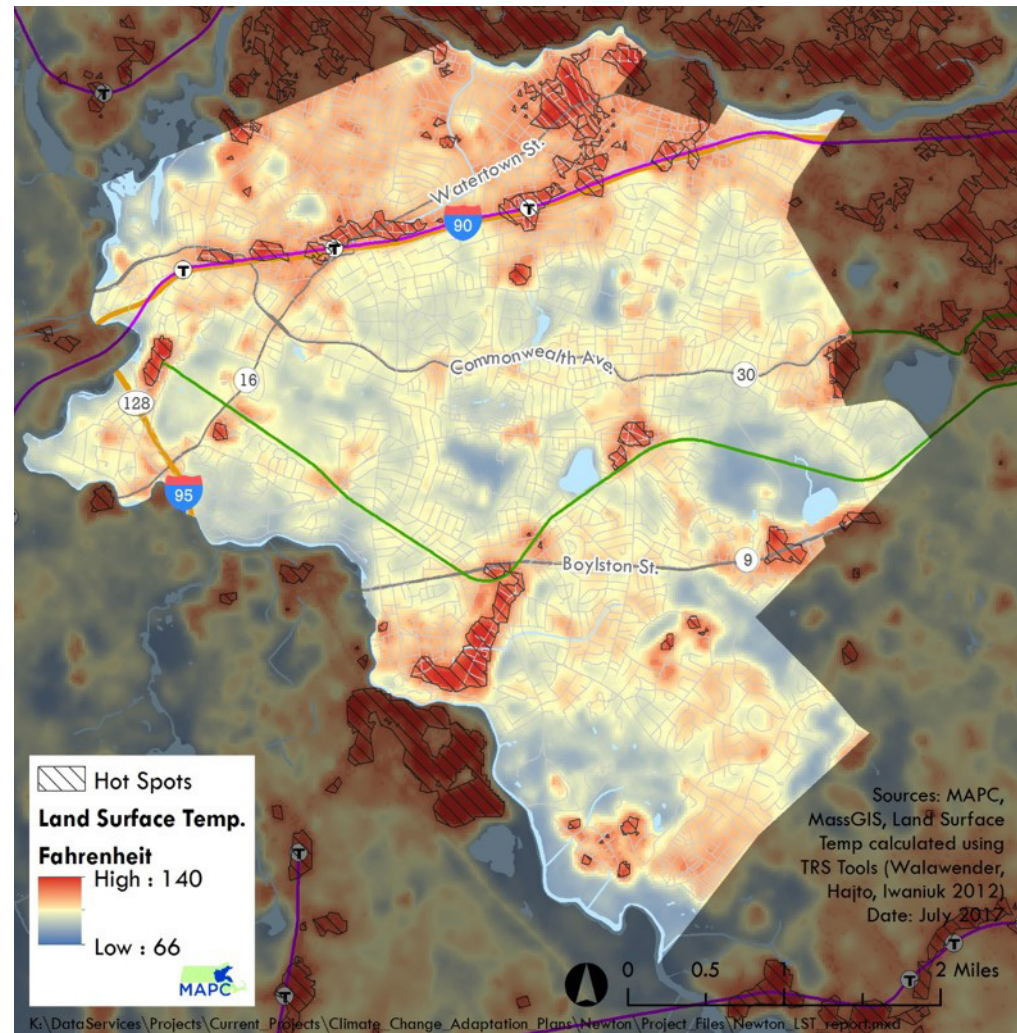 T
Watertown St.
90
T
T
T
Commonwealth Ave.
30
16
128
95
Boylston St.
9
Hot Spots
Land Surface Temp.
Fahrenheit
High : 140
Low : 66
MAPC
Sources: MAPC,
MassGIS, Land Surface
Temp calculated using
TRS Tools (Walawender,
Hajto, Iwaniuk 2012)
Date: July 2017
T
T
T
T
0 0.5 1 2 Miles
K:\DataServices\Projects\Current_Projects\Climate_Change_Adaptation_Plans\Newton\Project_Files\Newton_LST_report.mxd